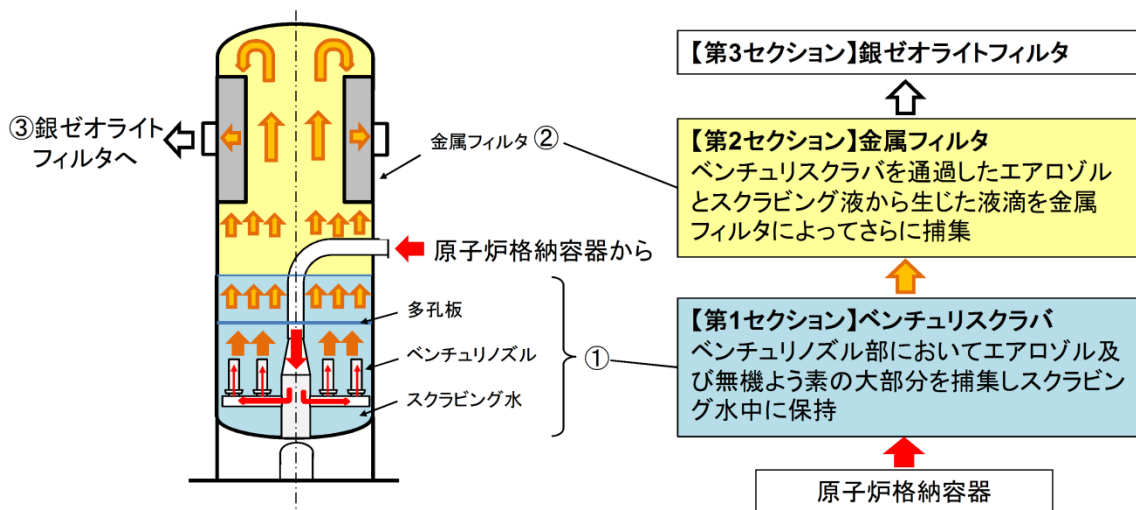 ③銀ゼオライト
フィルタへ
金属フィルタ ②
原子炉格納容器から
多孔板
ベンチュリノズル
①
スクラビング水
【第3セクション】銀ゼオライトフィルタ
【第2セクション】金属フィルタ
ベンチュリスクラバを通過したエアロゾル
とスクラビング液から生じた液滴を金属
フィルタによってさらに捕集
【第1セクション】ベンチュリスクラバ
ベンチュリノズル部においてエアロゾル及
び無機よう素の大部分を捕集しスクラビン
グ水中に保持
原子炉格納容器